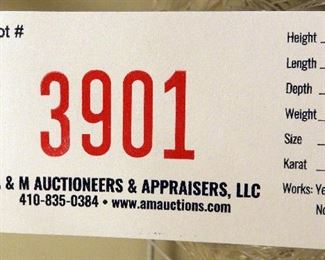 ot #
3901
& M AUCTIONEERS & APPRAISERS, LLC
410-835-0384 • www.amauctions.com
Height
Length
Depth
Weight
Size
Karat
Works: Ye
No